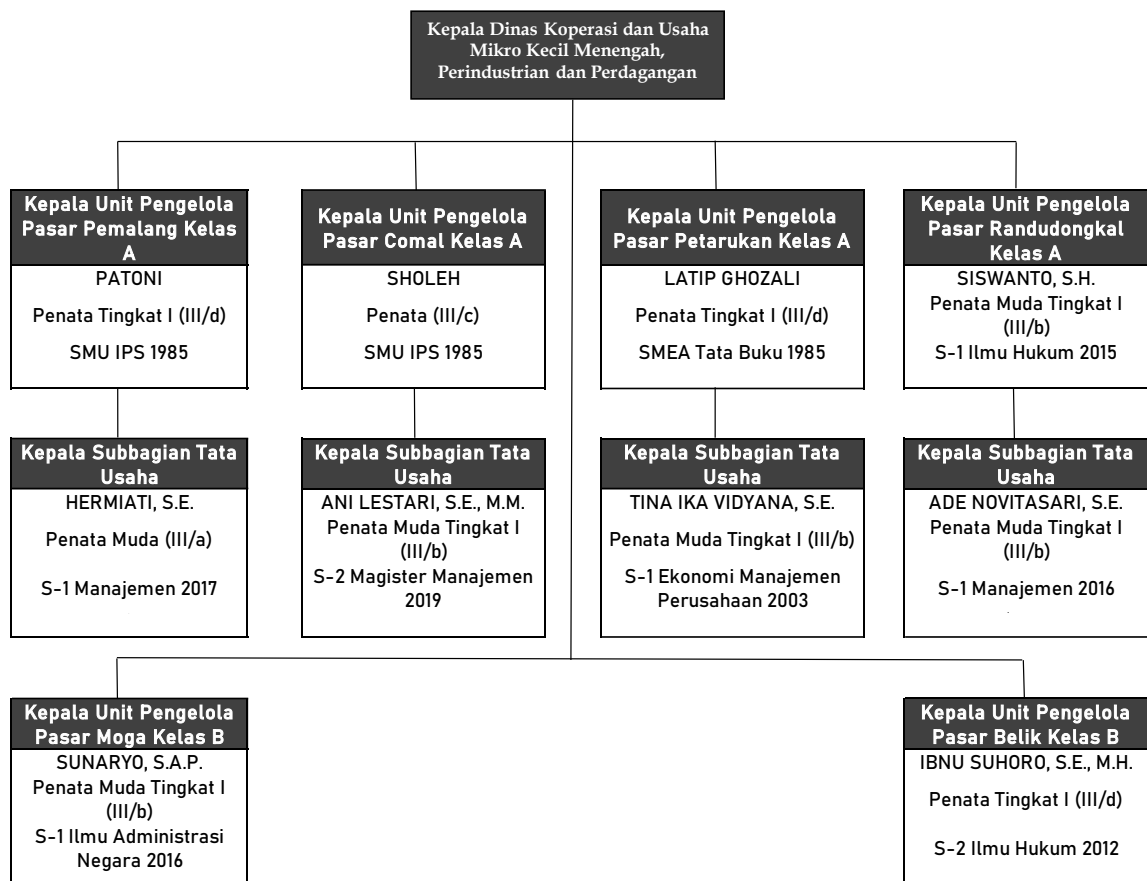 Kepala Dinas Koperasi dan Usaha
Mikro Kecil Menengah,
Perindustrian dan Perdagangan
Kepala Unit Pengelola
Pasar Pemalang Kelas
A
PATONI
Penata Tingkat I (III/d)
SMU IPS 1985
Kepala Unit Pengelola
Pasar Comal Kelas A
SHOLEH
Penata (III/c)
SMU IPS 1985
Kepala Unit Pengelola
Pasar Petarukan Kelas A
LATIP GHOZALI
Penata Tingkat I (III/d)
SMEA Tata Buku 1985
Kepala Unit Pengelola
Pasar Randudongkal
Kelas A
SISWANTO, S.H.
Penata Muda Tingkat I
(III/b)
S-1 Ilmu Hukum 2015
Kepala Subbagian Tata
Usaha
HERMIATI, S.E.
Penata Muda (III/a)
S-1 Manajemen 2017
Kepala Subbagian Tata
Usaha
ANI LESTARI, S.E., M.M.
Penata Muda Tingkat I
(III/b)
S-2 Magister Manajemen
2019
Kepala Subbagian Tata
Usaha
TINA IKA VIDYANA, S.E.
Penata Muda Tingkat I (III/b)
S-1 Ekonomi Manajemen
Perusahaan 2003
Kepala Subbagian Tata
Usaha
ADE NOVITASARI, S.E.
Penata Muda Tingkat I
(III/b)
S-1 Manajemen 2016
Kepala Unit Pengelola
Pasar Moga Kelas B
SUNARYO, S.A.P.
Penata Muda Tingkat I
(III/b)
S-1 Ilmu Administrasi
Negara 2016
Kepala Unit Pengelola
Pasar Belik Kelas B
IBNU SUHORO, S.E., M.H.
Penata Tingkat I (III/d)
S-2 Ilmu Hukum 2012